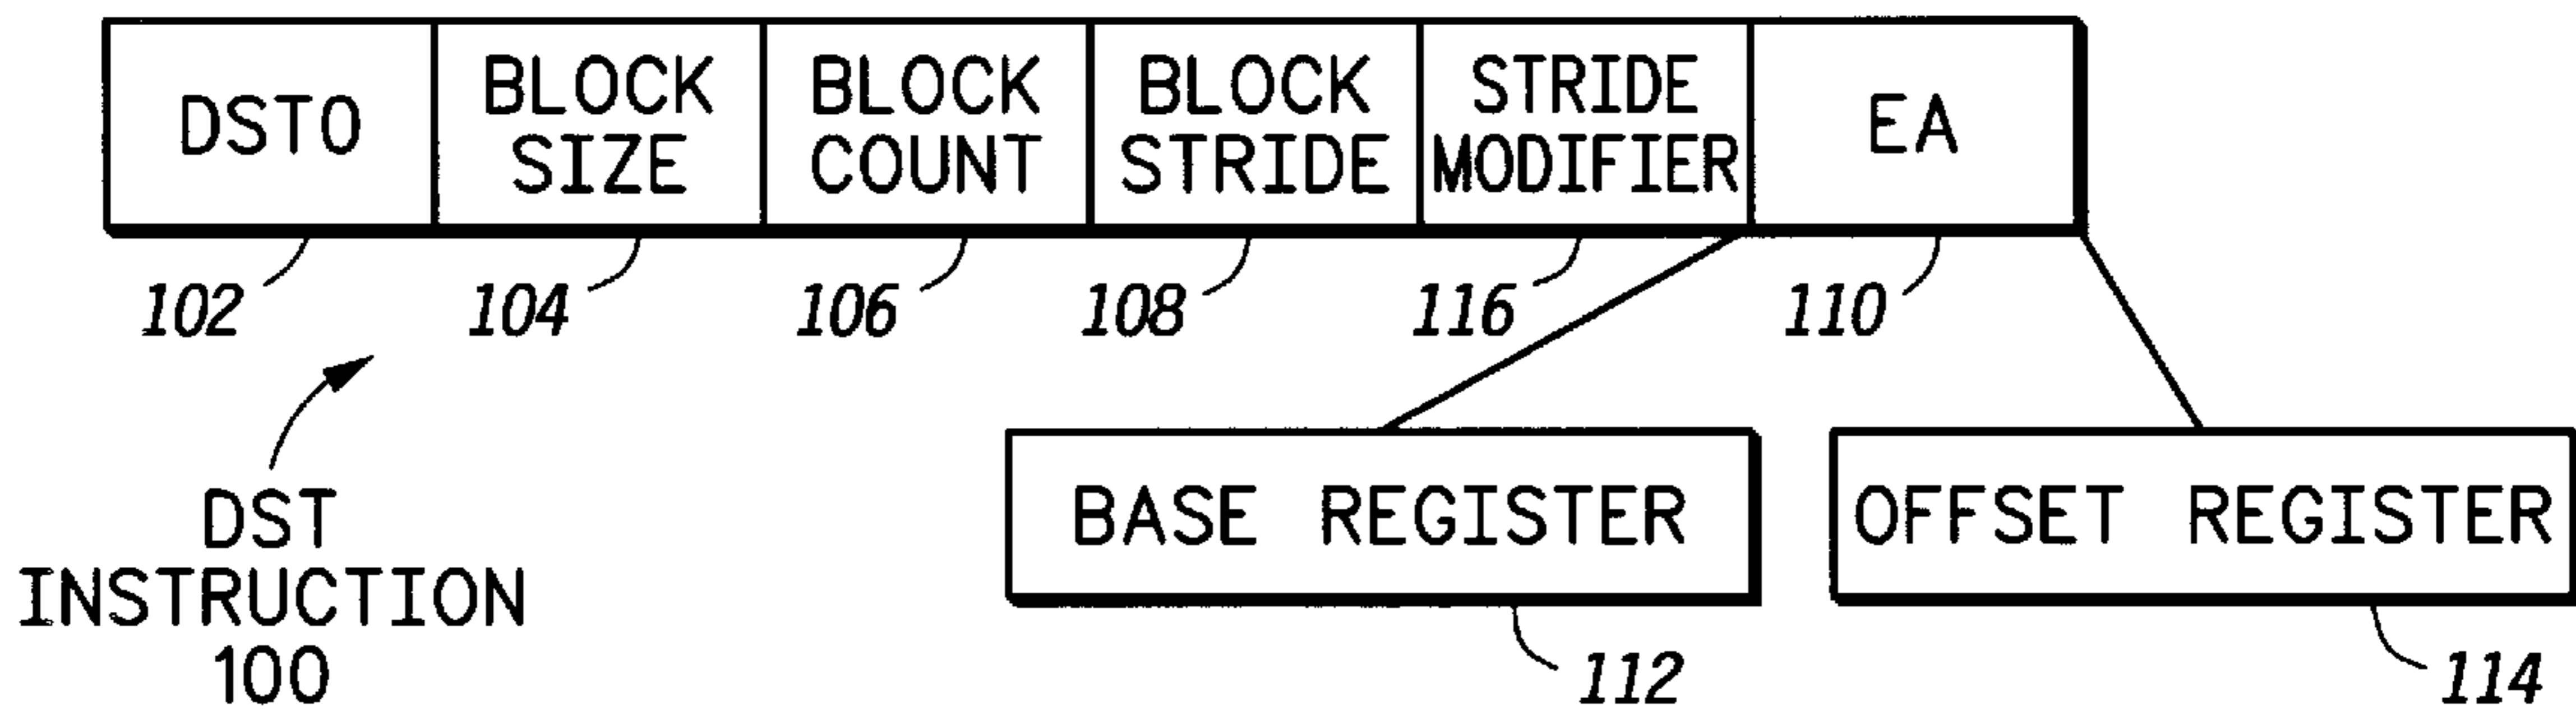 DST0
BLOCK
SIZE
BLOCK
COUNT
BLOCK
STRIDE
STRIDE
MODIFIER
EA
102
104
106
108
116
110
DST
INSTRUCTION
100
BASE REGISTER
OFFSET REGISTER
112
114